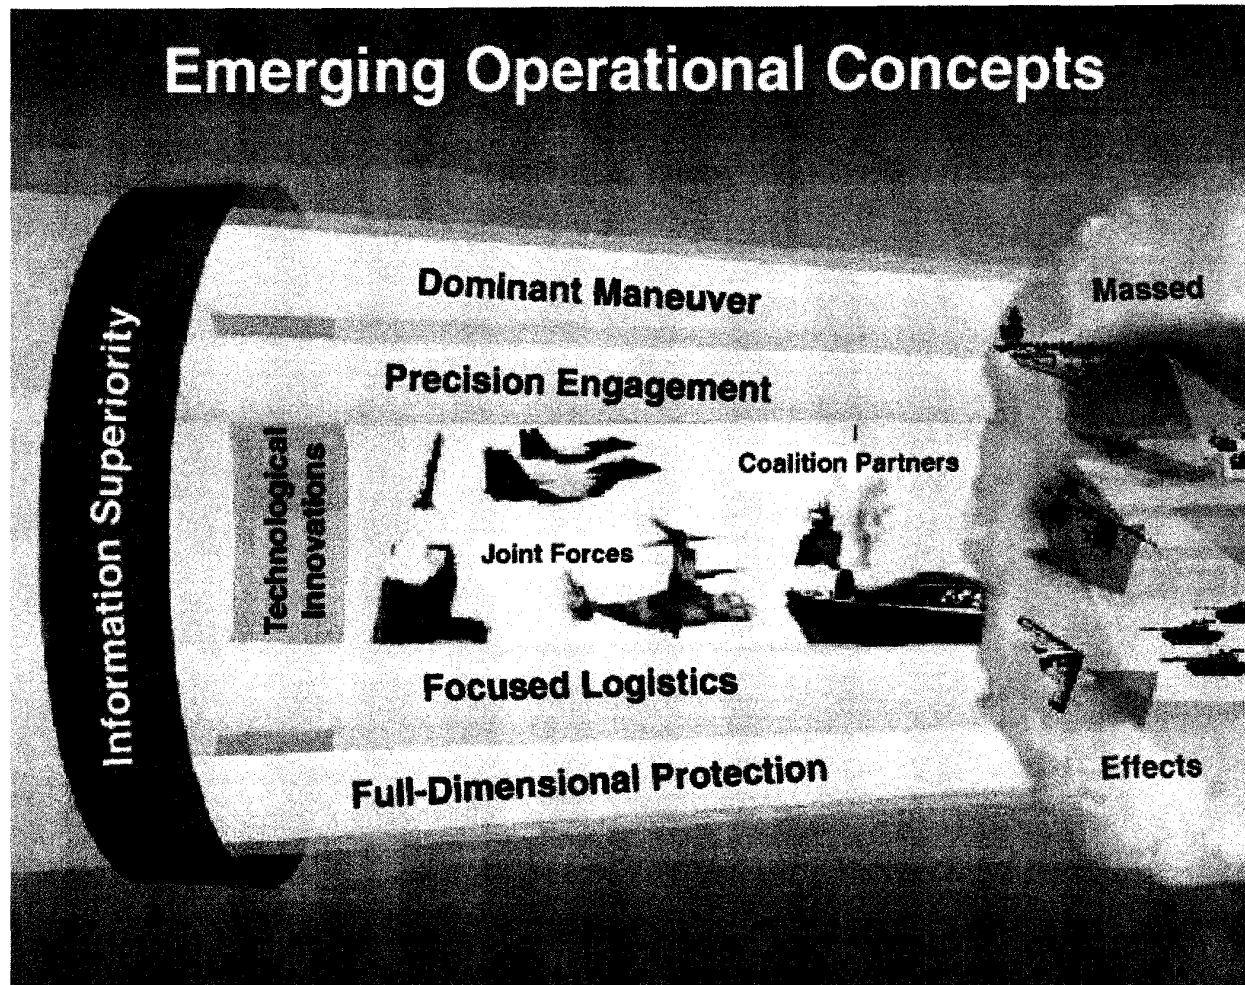 Emerging Operational Concepts
Information Superiority
Dominant Maneuver
Precision Engagement
Technological
Innovations
Coalition Partners
Joint Forces
Focused Logistics
Full-Dimensional Protection
Massed
Effects